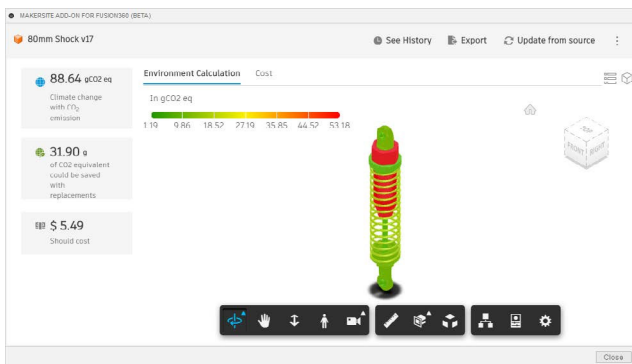 MAKERSITE ADD-ON FOR FUSION360 (BETA)
80mm Shock v17
See History
Export
Update from source
88.64 gCO2 eq
Climate change
with CO2
emission
31.90 g
of CO2 equivalent
could be saved
with
replacements
$ 5.49
Should cost
Environment Calculation
Cost
In gCO2 eq
1.19 9.86 18.52 27.19 35.85 44.52 53.18
TOP
FRONT
RIGHT
Close